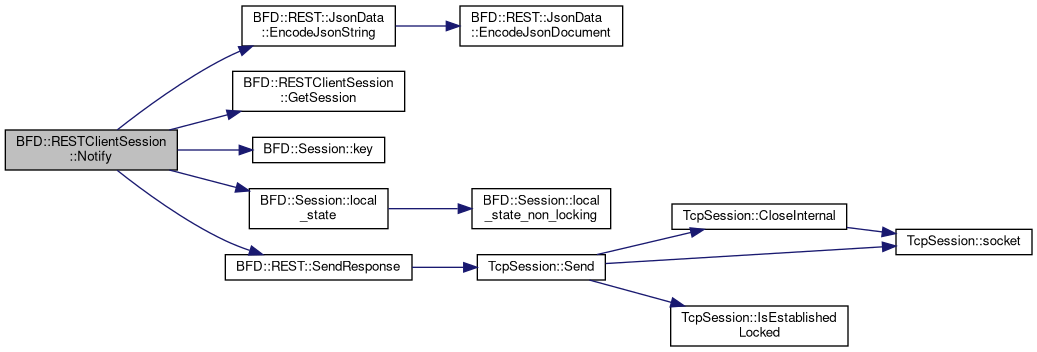 BFD::RESTClientSession
::Notify
BFD::REST::JsonData
::EncodeJsonString
BFD::REST::JsonData
::EncodeJsonDocument
BFD::RESTClientSession
::GetSession
BFD::Session::key
BFD::Session::local
_state
BFD::Session::local
_state_non_locking
BFD::REST::SendResponse
TcpSession::Send
TcpSession::CloseInternal
TcpSession::socket
TcpSession::IsEstablished
Locked